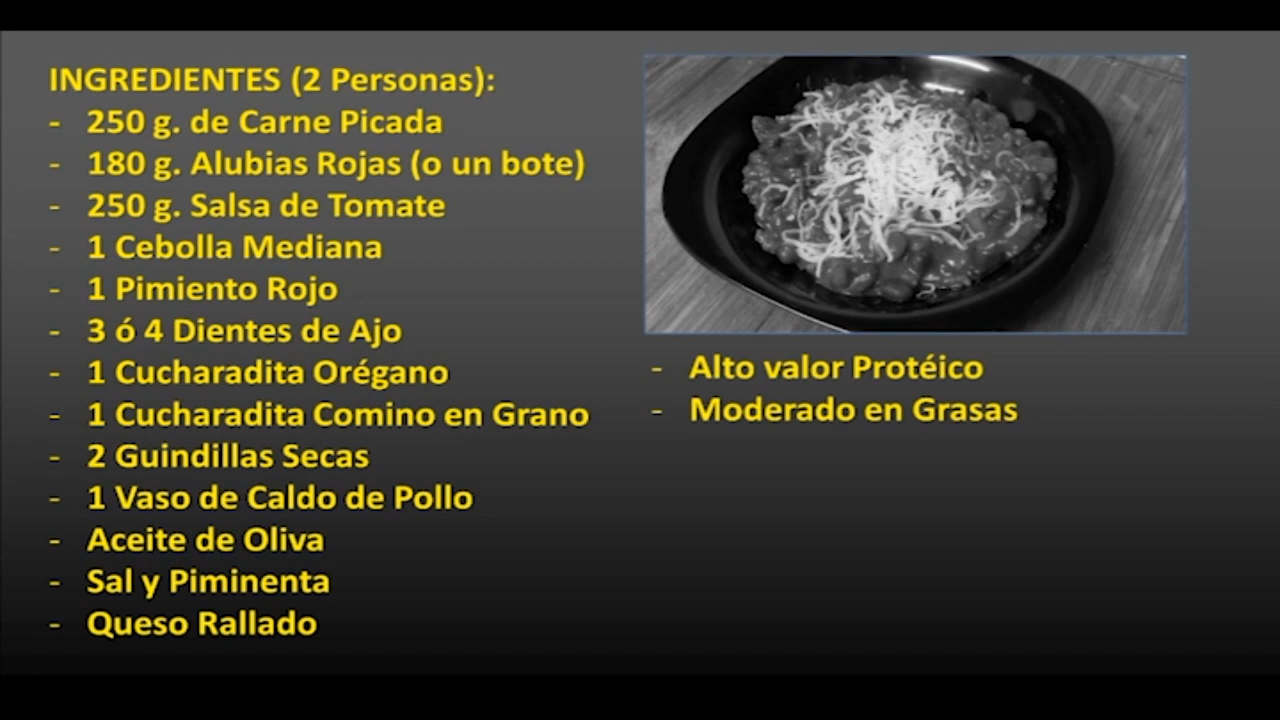 INGREDIENTES (2 Personas):
- 250 g. de Carne Picada
- 180 g. Alubias Rojas (o un bote)
- 250 g. Salsa de Tomate
- 1 Cebolla Mediana
- 1 Pimiento Rojo
- 3 ó 4 Dientes de Ajo
- 1 Cucharadita Orégano
- 1 Cucharadita Comino en Grano
- 2 Guindillas Secas
- 1 Vaso de Caldo de Pollo
- Aceite de Oliva
- Sal y Piminenta
- Queso Rallado
- Alto valor Protéico
- Moderado en Grasas